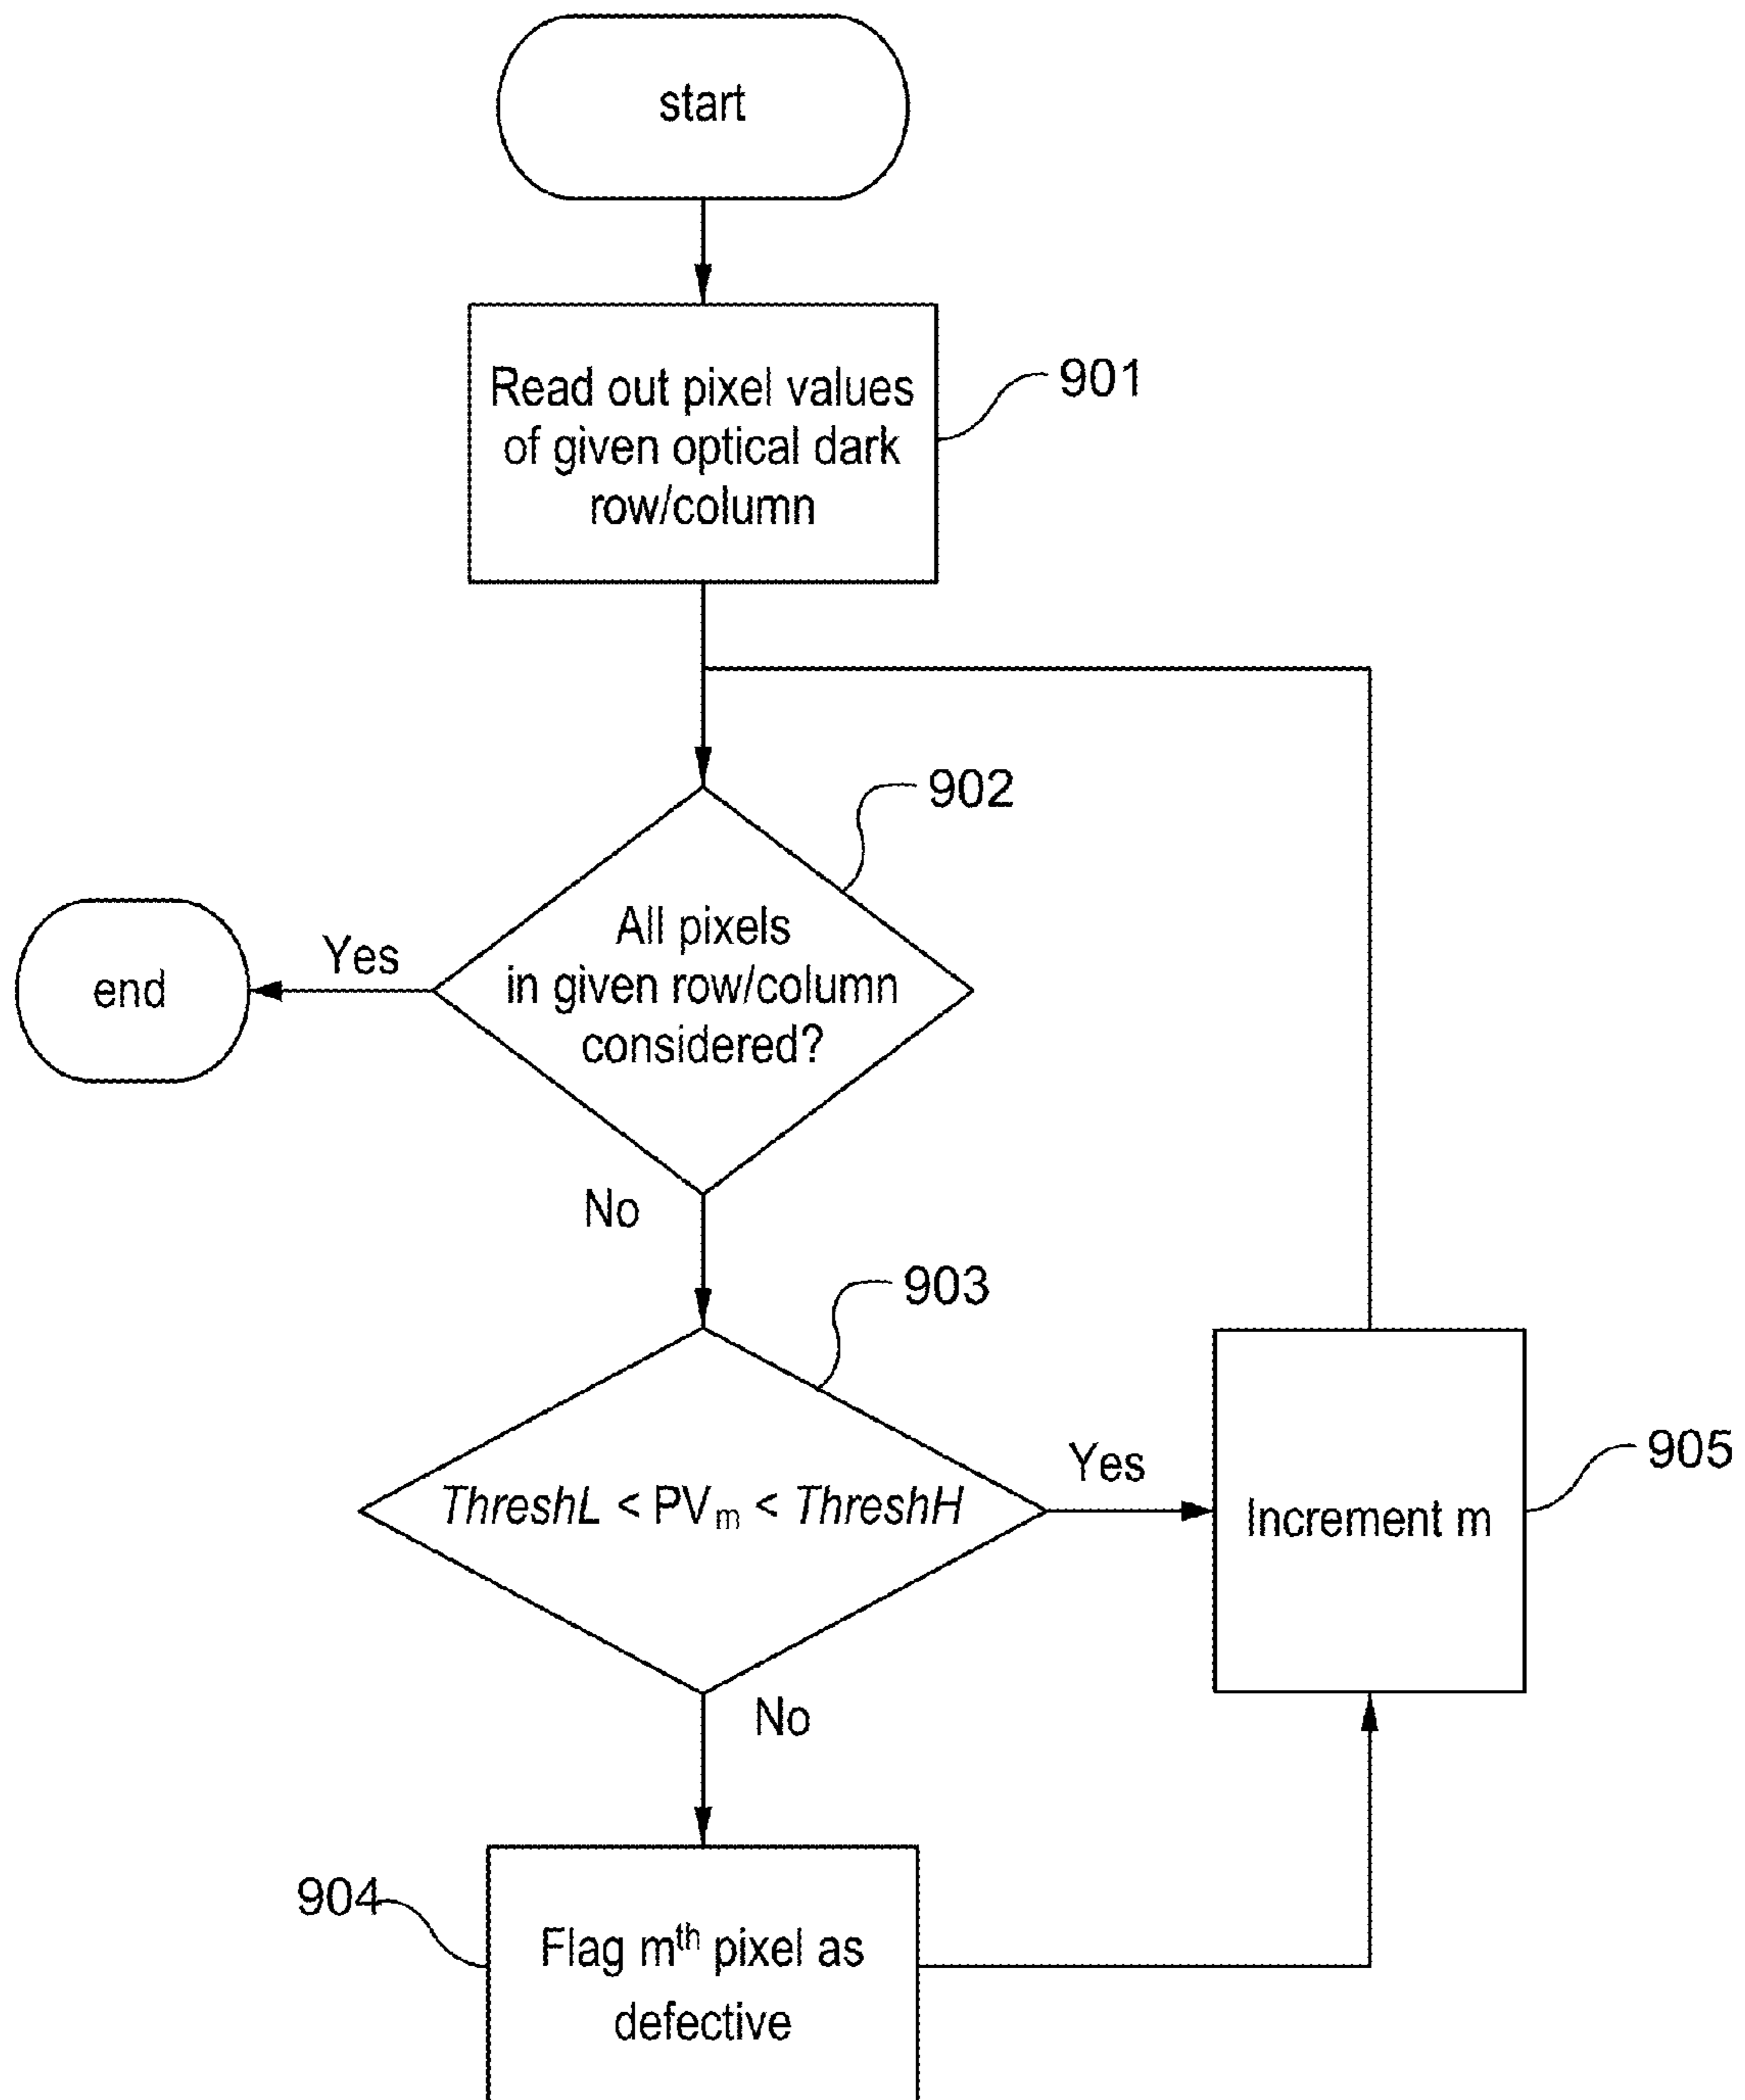 start
Read out pixel values
of given optical dark
row/column
901
902
All pixels
in given row/column
considered?
Yes
end
No
903
ThreshL < PVm < ThreshH
Yes
Increment m
905
No
904
Flag mth pixel as
defective